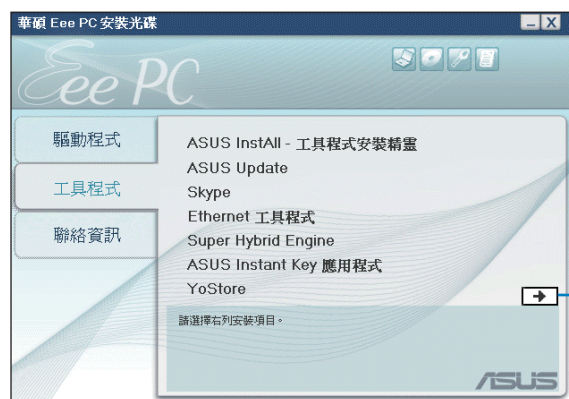 華碩 Eee PC 安裝光碟
Eee PC
驅動程式
工具程式
聯絡資訊
ASUS InstAll - 工具程式安裝精靈
ASUS Update
Skype
Ethernet 工具程式
Super Hybrid Engine
ASUS Instant Key 應用程式
YoStore
請選擇右列安裝項目。
ASUS